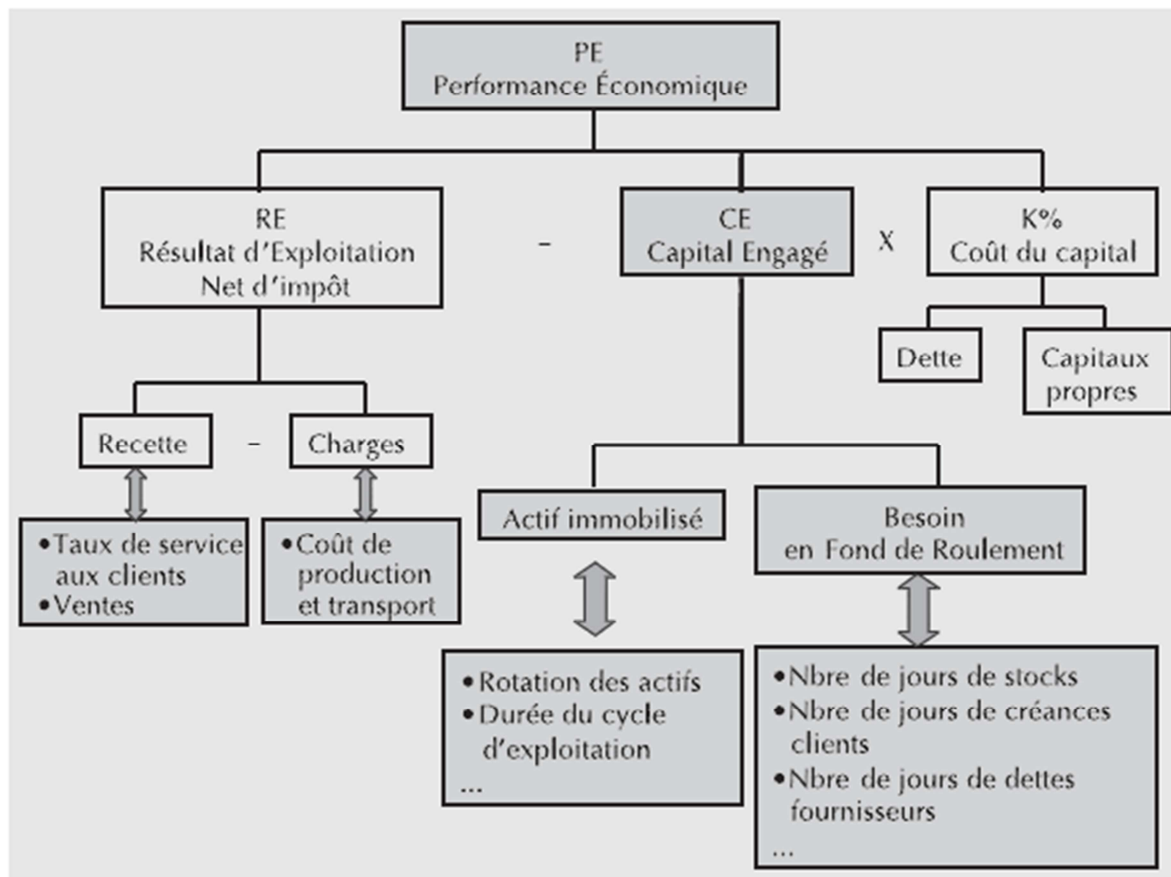 PE
Performance Économique
RE
Résultat d'Exploitation
Net d'impôt
-
CE
Capital Engagé
X
K%
Coût du capital
Dette
Capitaux
propres
Recette
-
Charges
•Taux de service
aux clients
•Ventes
•Coût de
production
et transport
Actif immobilisé
Besoin
en Fond de Roulement
•Rotation des actifs
•Durée du cycle
d'exploitation
...
•Nbre de jours de stocks
•Nbre de jours de créances
clients
•Nbre de jours de dettes
fournisseurs
...